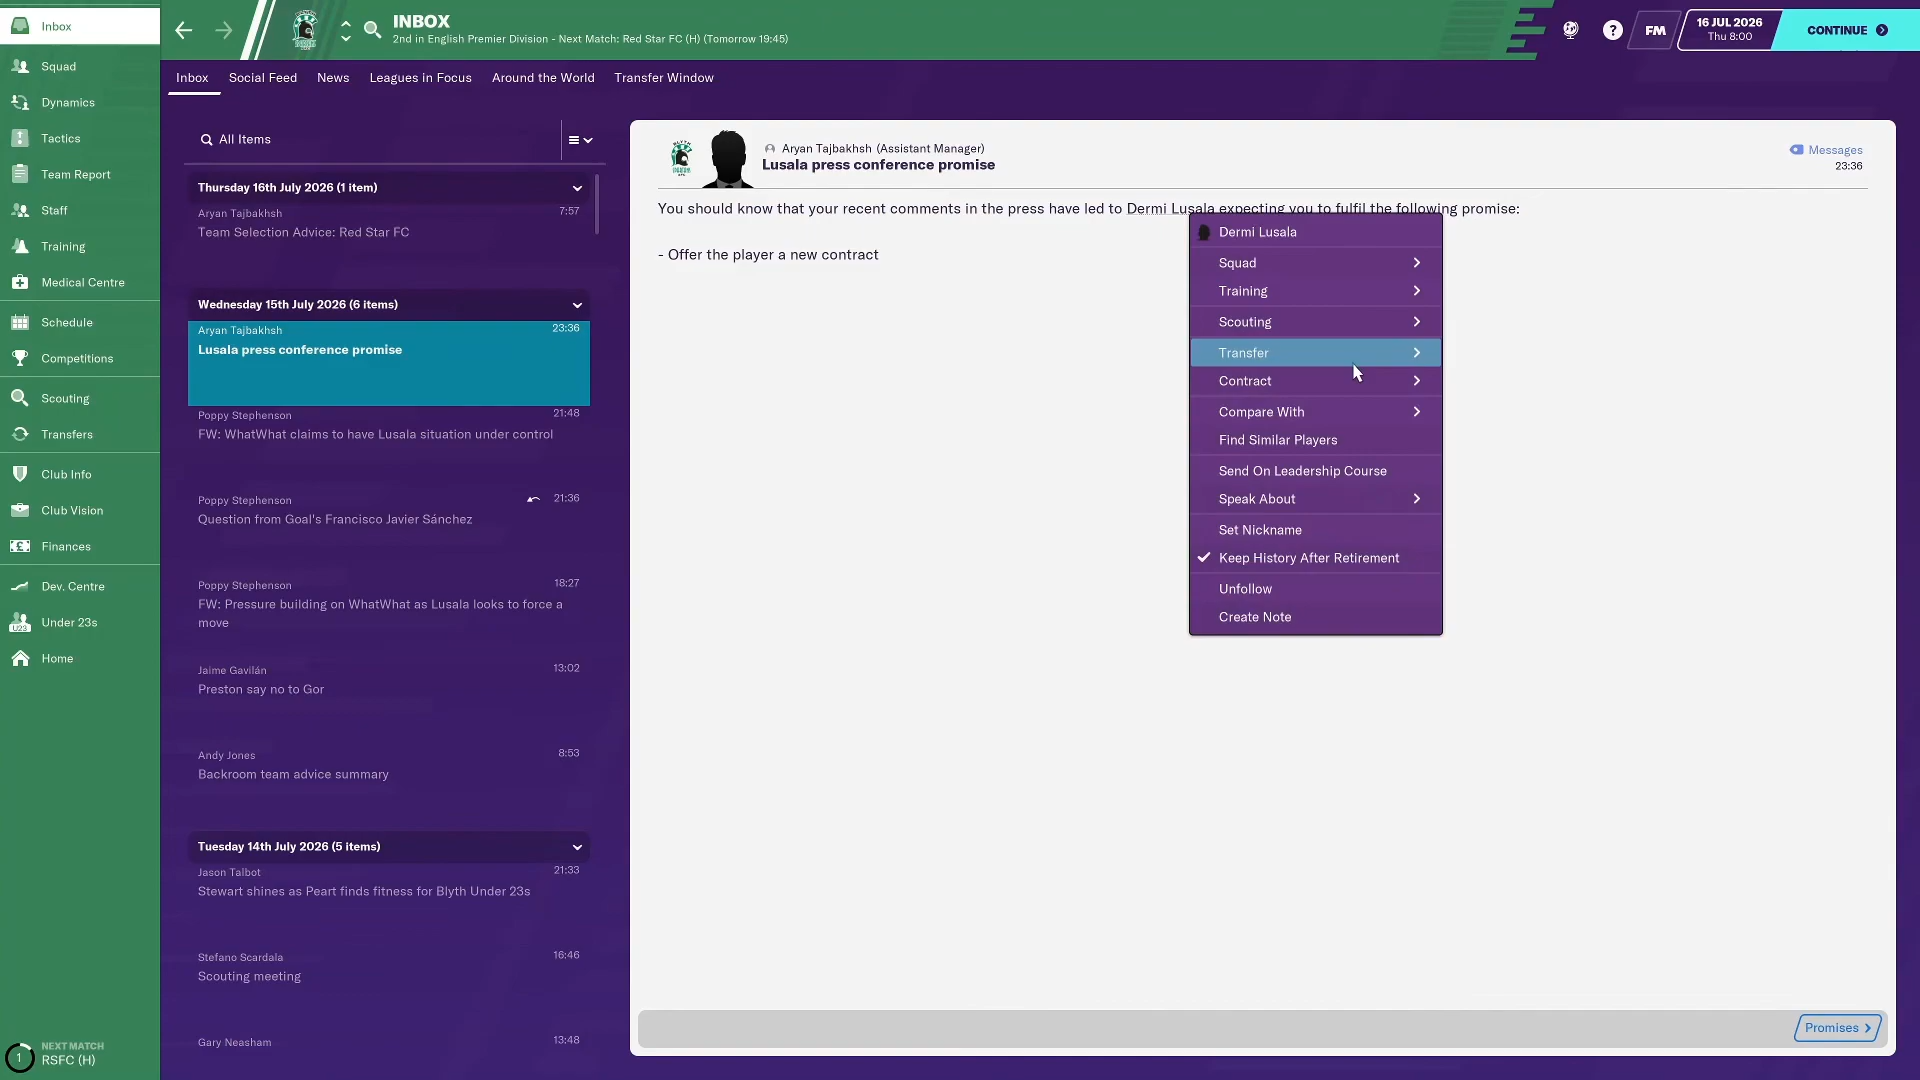 Inbox
Squad
Dynamics
Tactics
Team Report
Staff
Training
Medical Centre
Schedule
Competitions
Scouting
Transfers
Club Info
Club Vision
Finances
Dev. Centre
U23
Under 23s
Home
1
NEXT MATCH
RSFC (H)
INBOX
2nd in English Premier Division - Next Match: Red Star FC (H) (Tomorrow 19:45)
?
FM
16 JUL 2026
Thu 8:00
CONTINUE
Inbox Social Feed News Leagues in Focus Around the World Transfer Window
All Items
Thursday 16th July 2026 (1 item)
Aryan Tajbakhsh 7:57
Team Selection Advice: Red Star FC
Wednesday 15th July 2026 (6 items)
Aryan Tajbakhsh 23:36
Lusala press conference promise
Poppy Stephenson 21:48
FW: WhatWhat claims to have Lusala situation under control
Poppy Stephenson 21:36
Question from Goal's Francisco Javier Sánchez
Poppy Stephenson 18:27
FW: Pressure building on WhatWhat as Lusala looks to force a
move
Jaime Gavilán 13:02
Preston say no to Gor
Andy Jones 8:53
Backroom team advice summary
Tuesday 14th July 2026 (5 items)
Jason Talbot 21:33
Stewart shines as Peart finds fitness for Blyth Under 23s
Stefano Scardala 16:46
Scouting meeting
Gary Neasham 13:48
Aryan Tajbakhsh (Assistant Manager)
Lusala press conference promise
Messages
23:36
You should know that your recent comments in the press have led to Dermi Lusala expecting you to fulfil the following promise:
- Offer the player a new contract
Dermi Lusala
Squad
Training
Scouting
Transfer
Contract
Compare With
Find Similar Players
Send On Leadership Course
Speak About
Set Nickname
Keep History After Retirement
Unfollow
Create Note
Promises